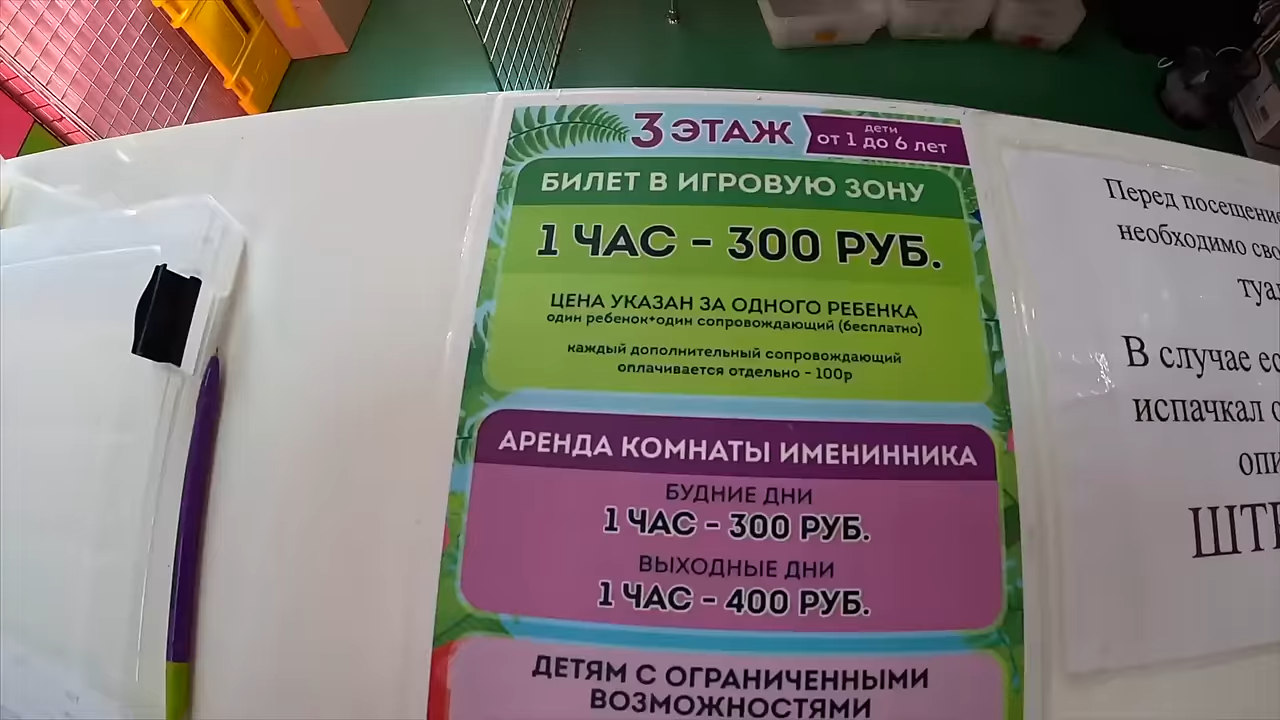 3 ЭТАЖ
дети
от 1 до 6 лет
БИЛЕТ В ИГРОВУЮ ЗОНУ
1 ЧАС – 300 РУБ.
ЦЕНА УКАЗАН ЗА ОДНОГО РЕБЕНКА
один ребенок+один сопровождающий (бесплатно)
каждый дополнительный сопровождающий
оплачивается отдельно – 100р
АРЕНДА КОМНАТЫ ИМЕНИННИКА
БУДНИЕ ДНИ
1 ЧАС – 300 РУБ.
ВЫХОДНЫЕ ДНИ
1 ЧАС – 400 РУБ.
ДЕТЯМ С ОГРАНИЧЕННЫМИ
ВОЗМОЖНОСТЯМИ
Перед
необходимо
В случае
испачкал